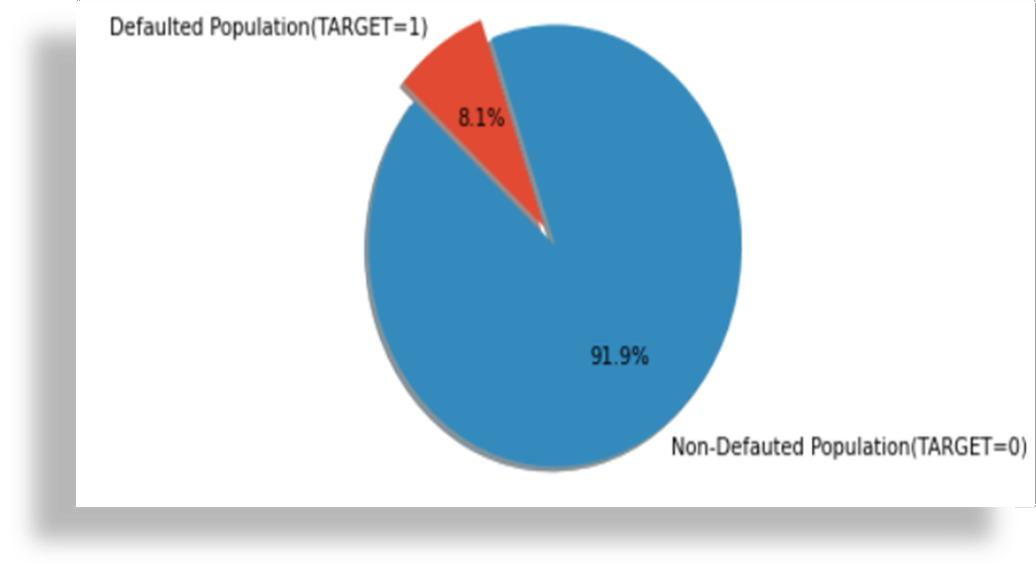 Defaulted Population(TARGET=1)
8.1%
91.9%
Non-Defauted Population(TARGET=0)